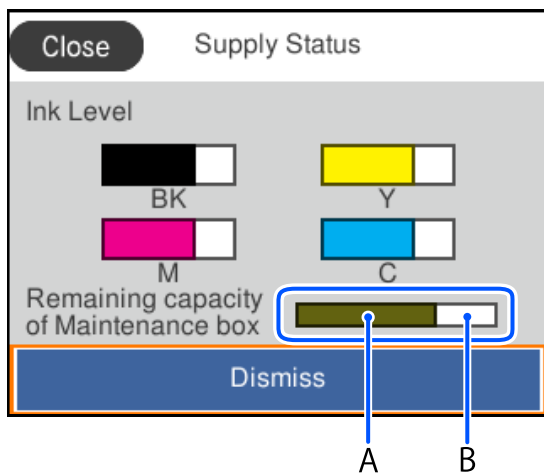 Close
Supply Status
Ink Level
BK
Y
M
C
Remaining capacity
of Maintenance box
Dismiss
A
B